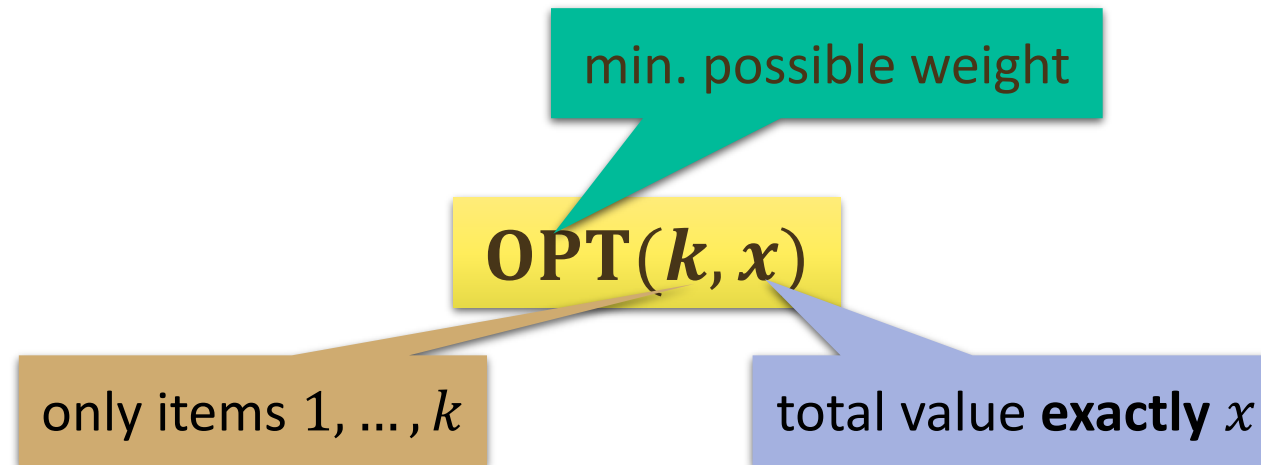 min. possible weight
OPT(k, x)
only items 1, ... , k
total value exactly x